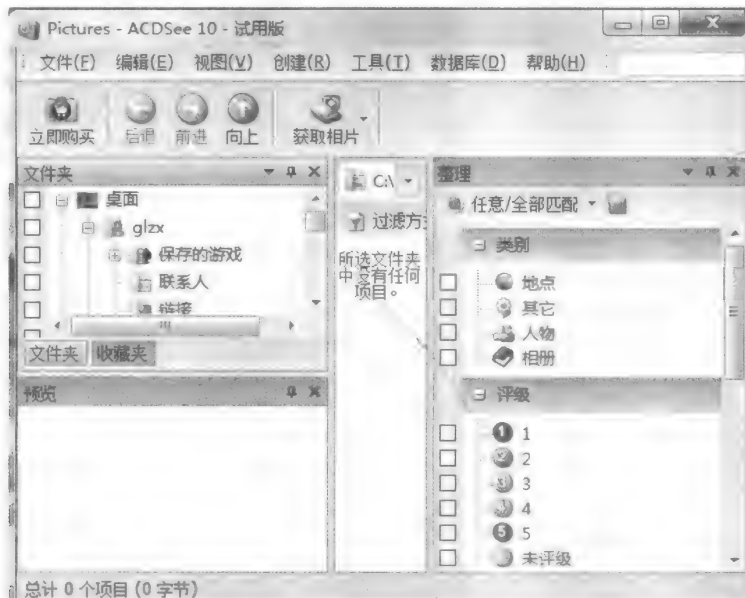 Pictures - ACDSee 10 - 试用版
文件(F) 编辑(E) 视图(V) 创建(R) 工具(T) 数据库(D) 帮助(H)
立即购买 后退 前进 向上 获取相片
文件夹
桌面
glzx
保存的游戏
联系人
链接
文件夹 收藏夹
预览
C:\
过滤方
所选文件夹
中没有任何
项目。
整理
任意/全部匹配
类别
地点
其它
人物
相册
评级
1 1
2
3
4
5 5
未评级
总计 0 个项目 (0 字节)